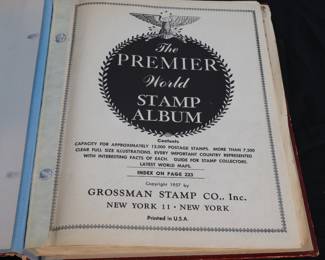 The
PREMIER
World
STAMP
ALBUM
Contents
CAPACITY FOR APPROXIMATELY 12,000 POSTAGE STAMPS. MORE THAN 7,500
CLEAR FULL SIZE ILLUSTRATIONS. EVERY IMPORTANT COUNTRY REPRESENTED
WITH INTERESTING FACTS OF EACH. GUIDE FOR STAMP COLLECTORS.
LATEST WORLD MAPS.
INDEX ON PAGE 223
Copyright 1957 by
GROSSMAN STAMP CO., Inc.
NEW YORK 11 • NEW YORK
Printed in U.S.A.